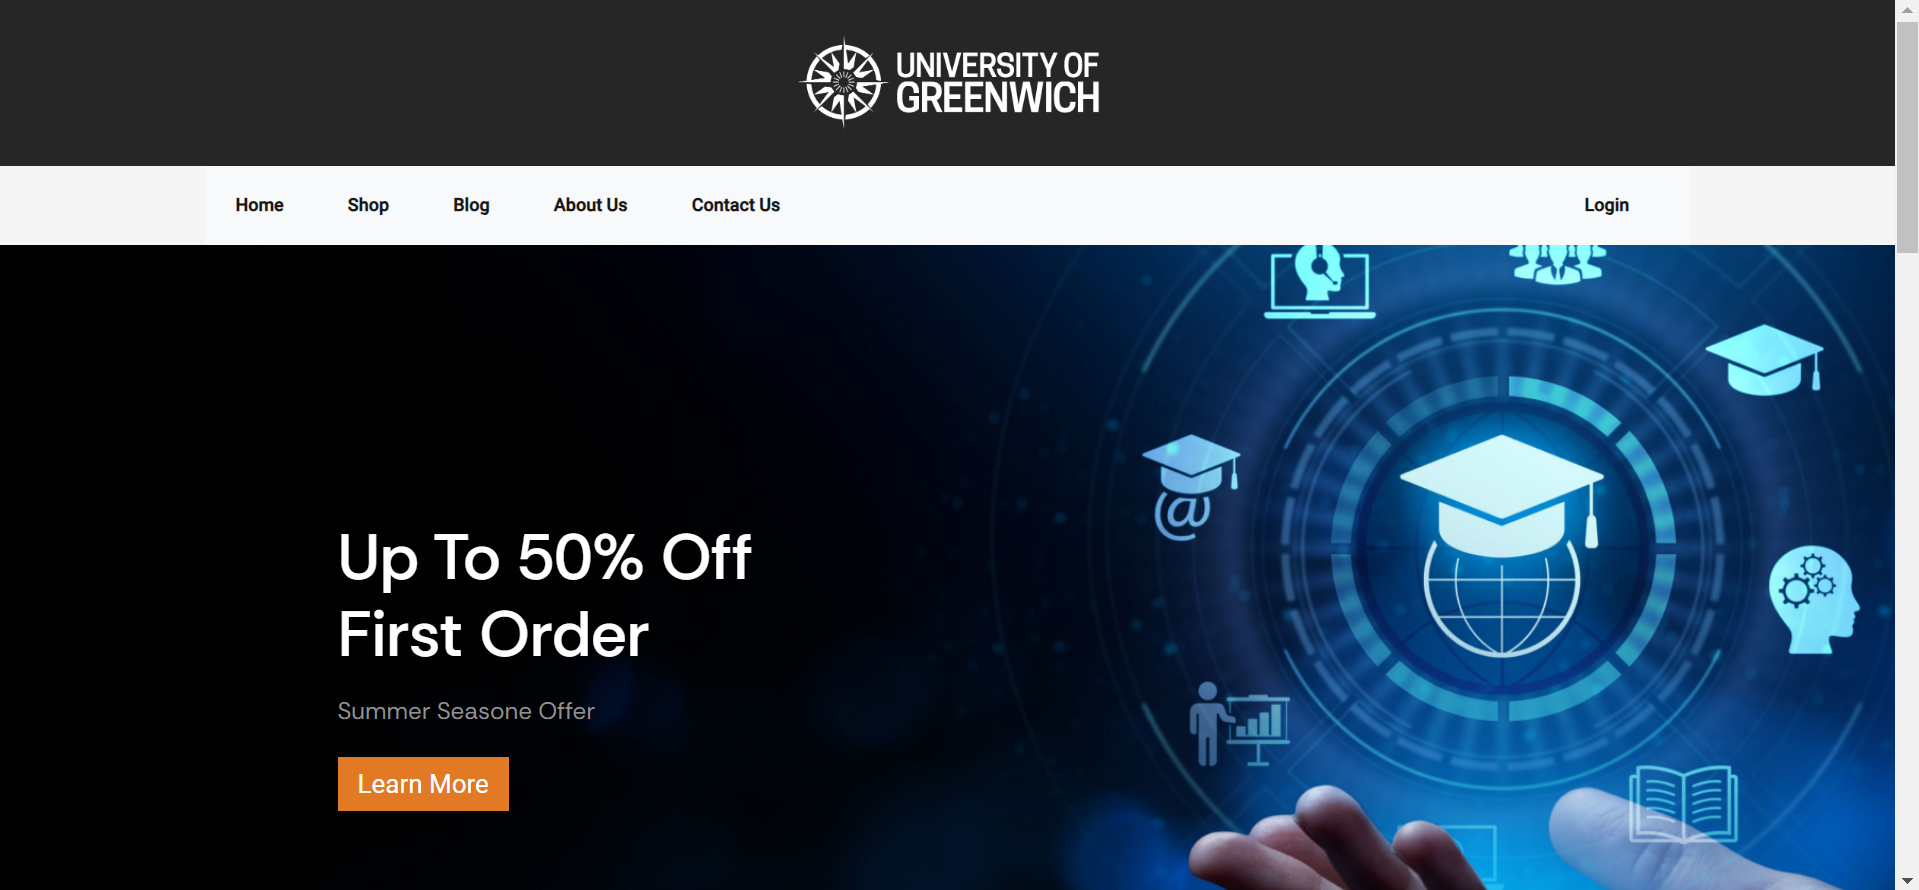 UNIVERSITY OF
GREENWICH
Home
Shop
Blog
About Us
Contact Us
Login
Up To 50% Off
First Order
Summer Seasone Offer
Learn More
@